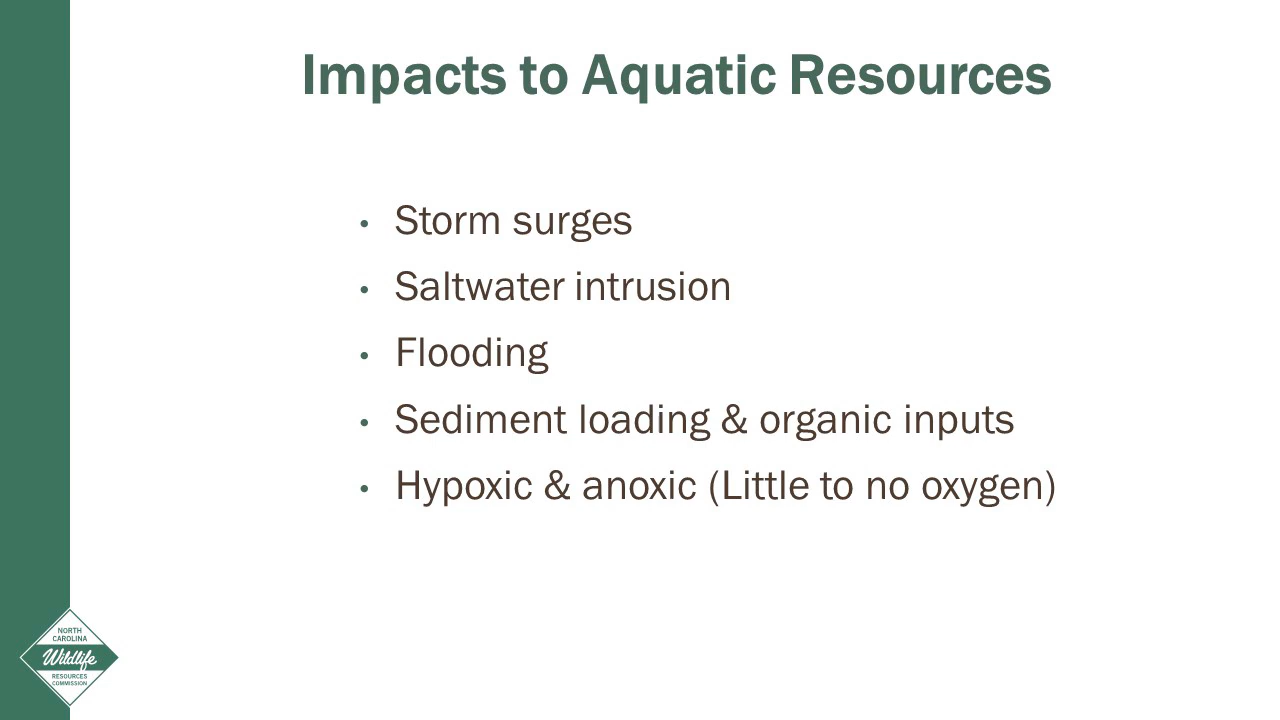 Impacts to Aquatic Resources
• Storm surges
• Saltwater intrusion
• Flooding
• Sediment loading & organic inputs
• Hypoxic & anoxic (Little to no oxygen)
NORTH
CAROLINA
Wildlife
RESOURCES
COMMISSION